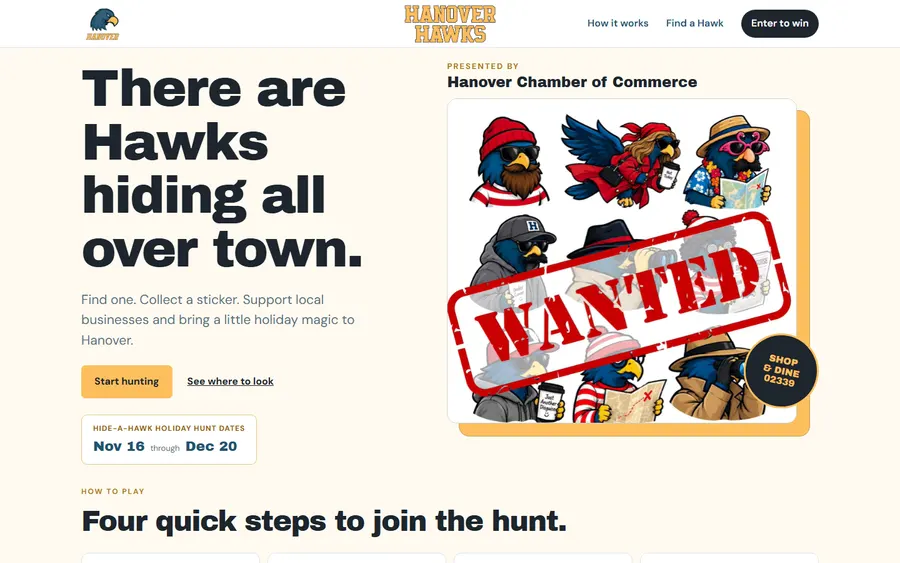 HANOVER
HANOVER
HAWKS
How it works
Find a Hawk
Enter to win
There are
Hawks
hiding all
over town.
Find one. Collect a sticker. Support local
businesses and bring a little holiday magic to
Hanover.
Start hunting
See where to look
HIDE-A-HAWK HOLIDAY HUNT DATES
Nov 16 through Dec 20
PRESENTED BY
Hanover Chamber of Commerce
H
WANTED
Just
Another
Disguise
SHOP
& DINE
02339
HOW TO PLAY
Four quick steps to join the hunt.